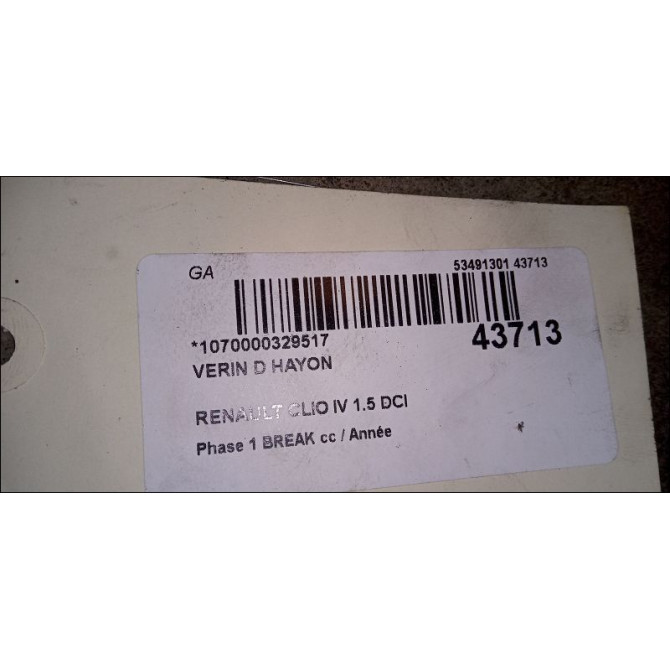 GA
53491301 43713
*1070000329517
43713
VERIN D HAYON
RENAULT CLIO IV 1.5 DCI
Phase 1 BREAK cc / Année